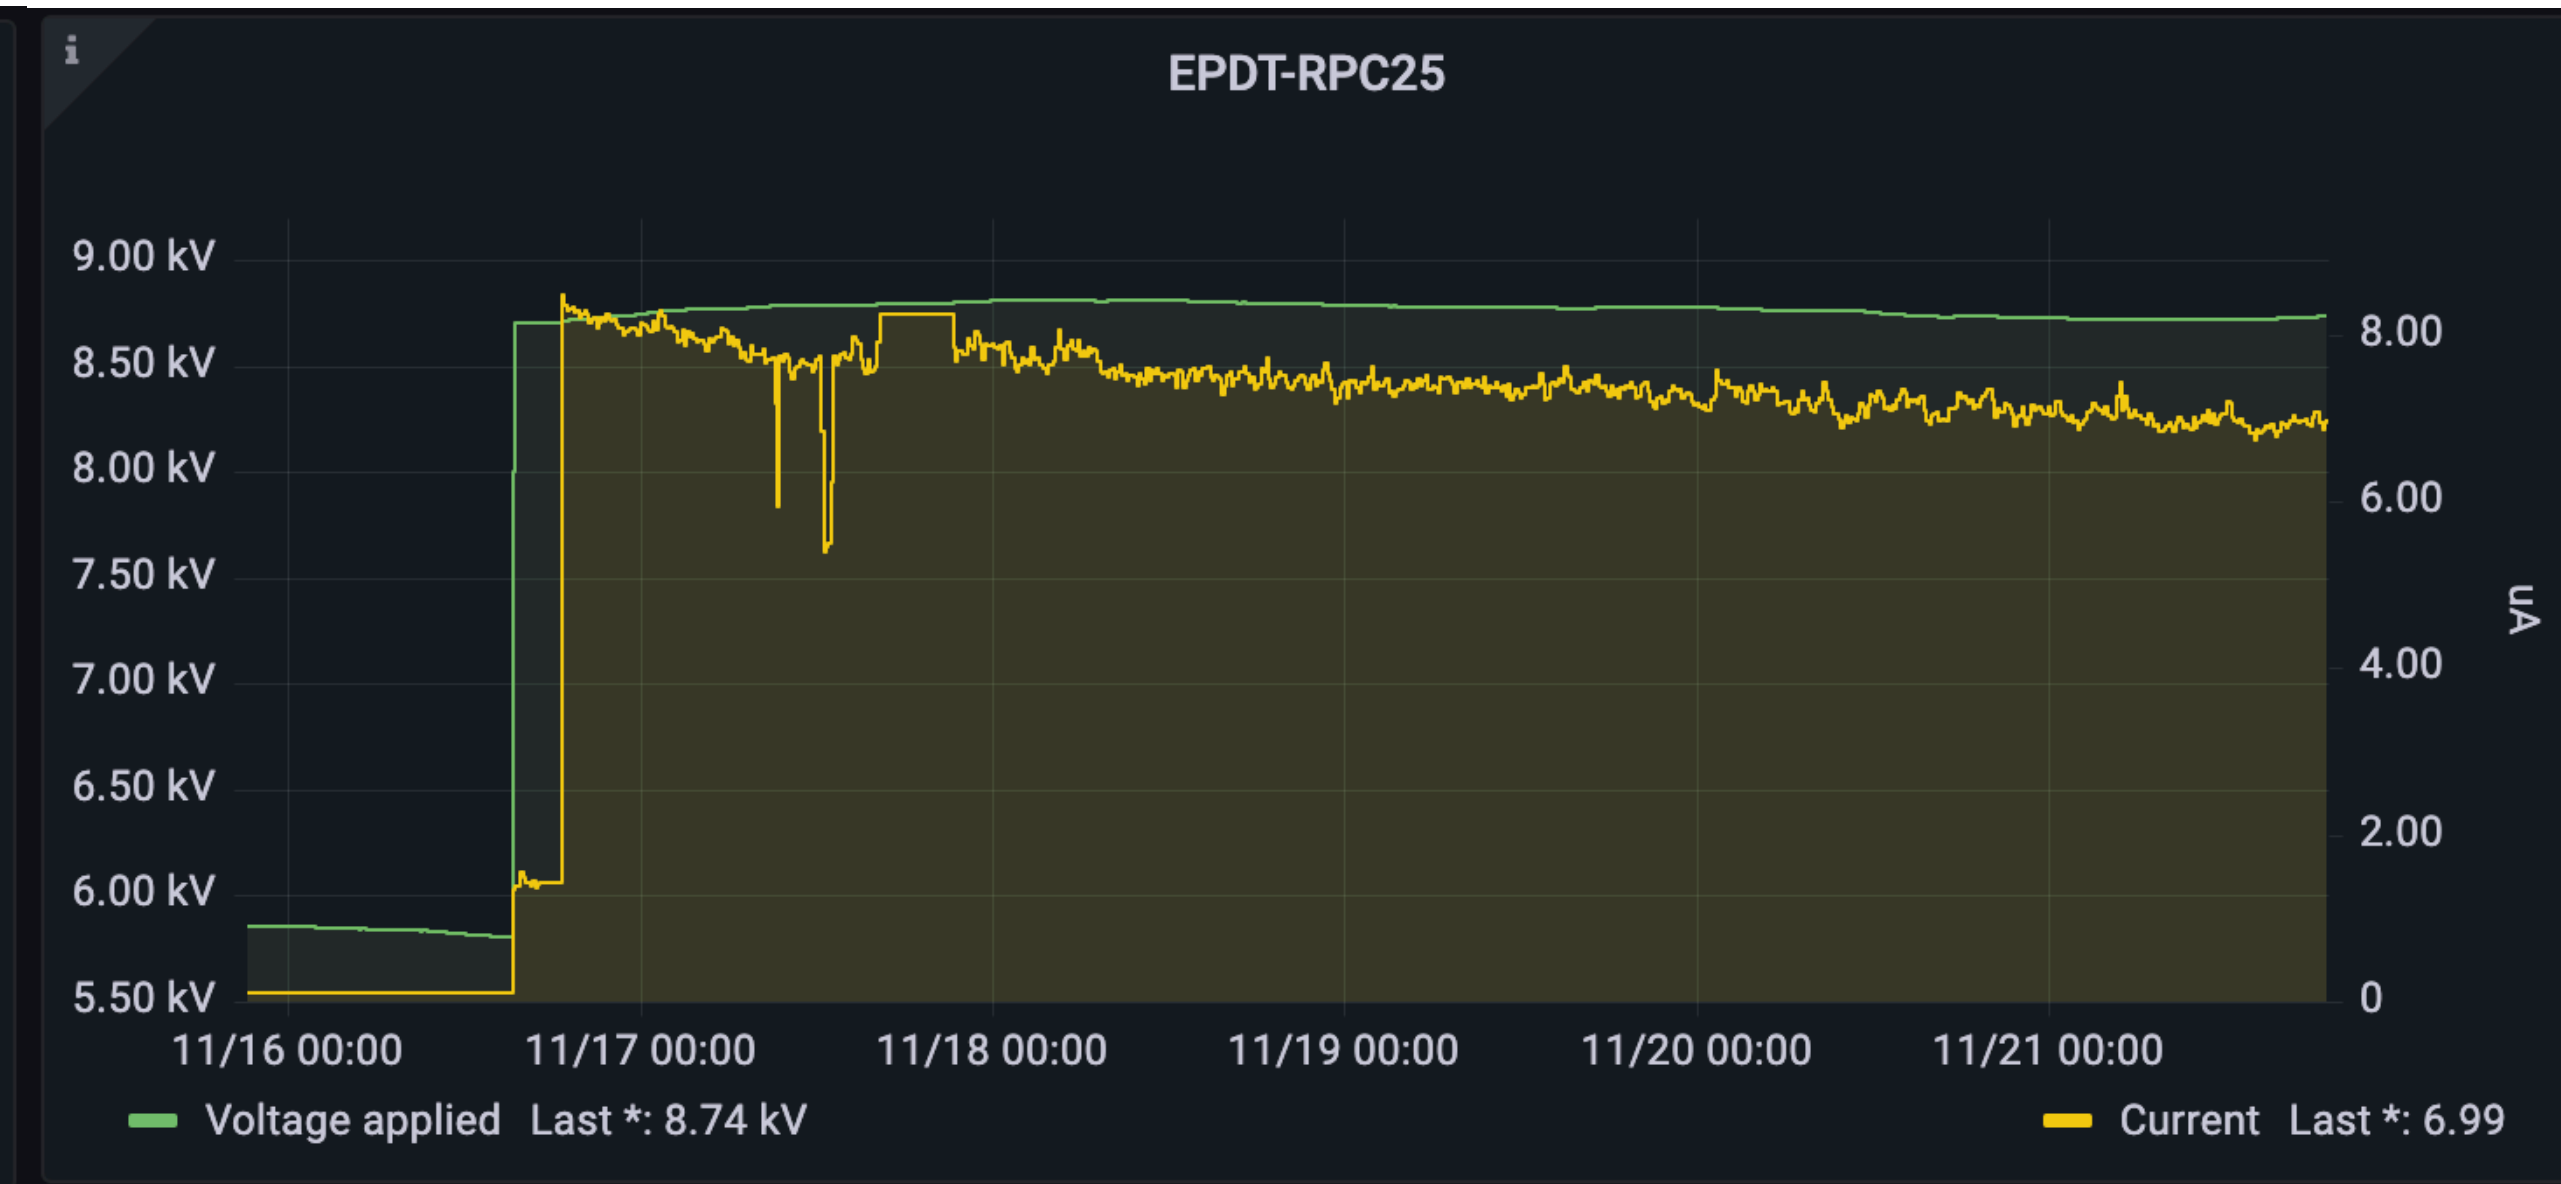 i
EPDT-RPC25
9.00 kV
8.50 kV
8.00 kV
7.50 kV
7.00 kV
6.50 kV
6.00 kV
5.50 kV
8.00
6.00
4.00
2.00
0
uA
11/16 00:00 11/17 00:00 11/18 00:00 11/19 00:00 11/20 00:00 11/21 00:00
Voltage applied Last *: 8.74 kV Current Last *: 6.99